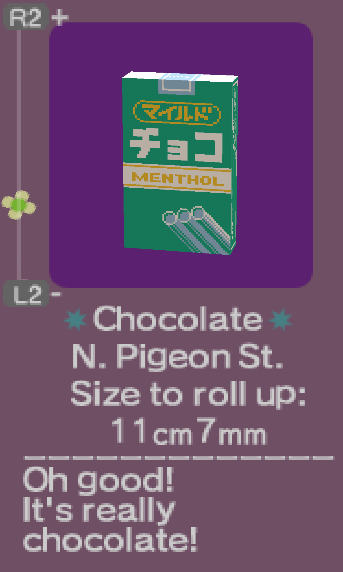 R2 +
マイルド
チョコ
MENTHOL
L2 -
Chocolate
N. Pigeon St.
Size to roll up:
11cm7mm
Oh good!
It's really
chocolate!